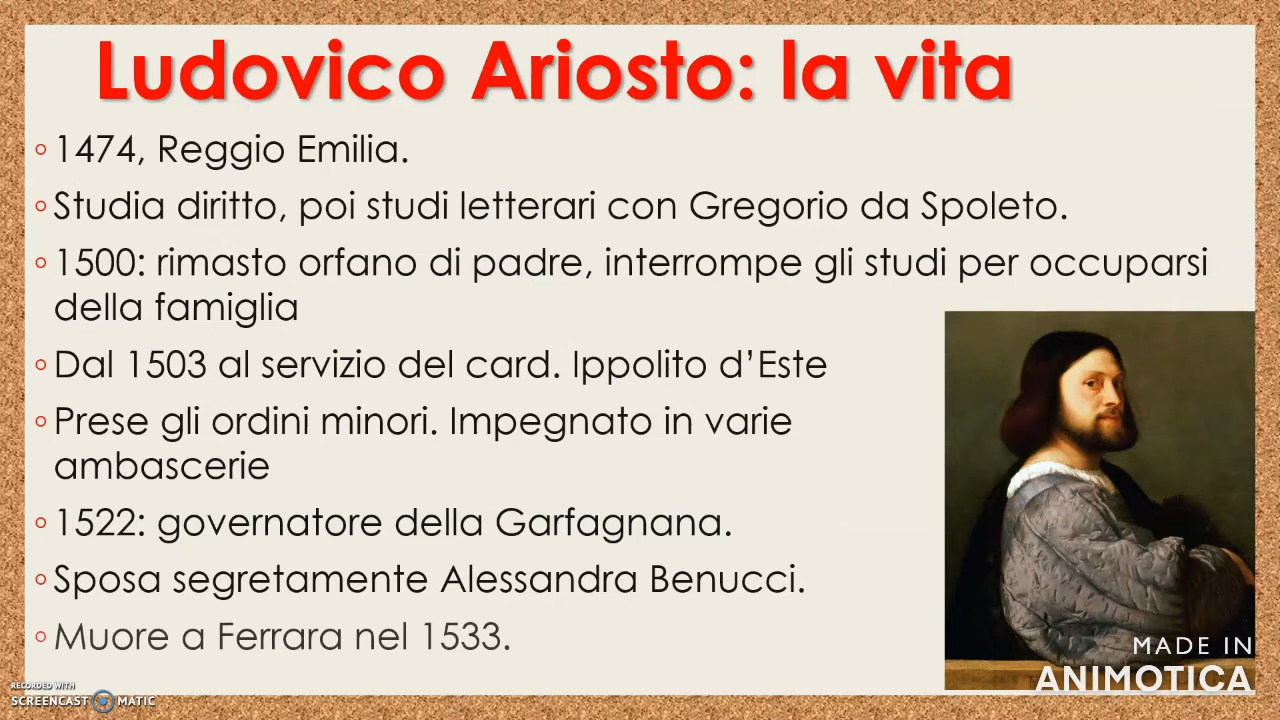 Ludovico Ariosto: la vita
◦1474, Reggio Emilia.
◦Studia diritto, poi studi letterari con Gregorio da Spoleto.
◦1500: rimasto orfano di padre, interrompe gli studi per occuparsi
della famiglia
◦Dal 1503 al servizio del card. Ippolito d’Este
◦Prese gli ordini minori. Impegnato in varie
ambascerie
◦1522: governatore della Garfagnana.
◦Sposa segretamente Alessandra Benucci.
◦Muore a Ferrara nel 1533.
MADE IN
ANIMOTICA
RECORDED WITH
SCREENCAST MATIC